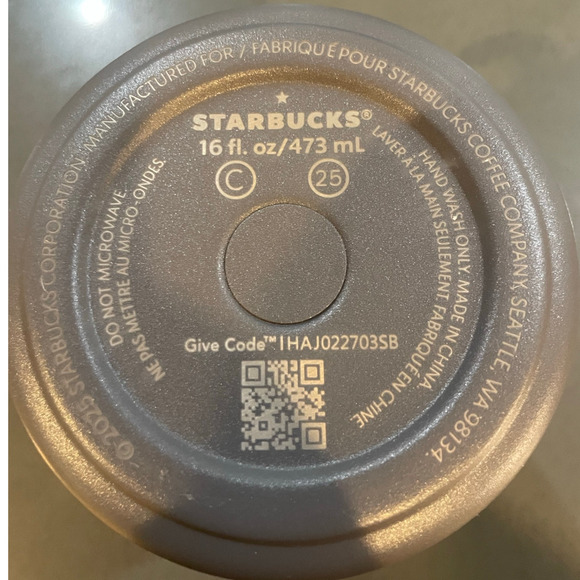 © 2025 STARBUCKS CORPORATION. MANUFACTURED FOR / FABRIQUÉ POUR STARBUCKS COFFEE COMPANY, SEATTLE, WA 98134.
STARBUCKS®
16 fl. oz/473 mL
C 25
DO NOT MICROWAVE.
NE PAS METTRE AU MICRO-ONDES.
HAND WASH ONLY. MADE IN CHINA
LAVER À LA MAIN SEULEMENT. FABRIQUÉ EN CHINE
Give Code™ | HAJ022703SB